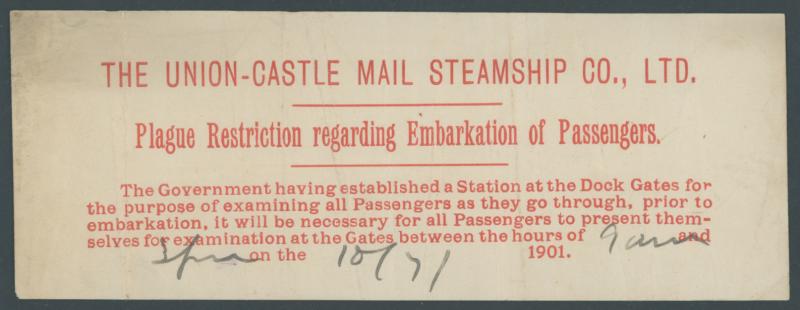 THE UNION-CASTLE MAIL STEAMSHIP CO., LTD.
Plague Restriction regarding Embarkation of Passengers.
The Government having established a Station at the Dock Gates for
the purpose of examining all Passengers as they go through, prior to
embarkation, it will be necessary for all Passengers to present them-
selves for examination at the Gates between the hours of 9 am and
3 pm on the 10/7/ 1901.